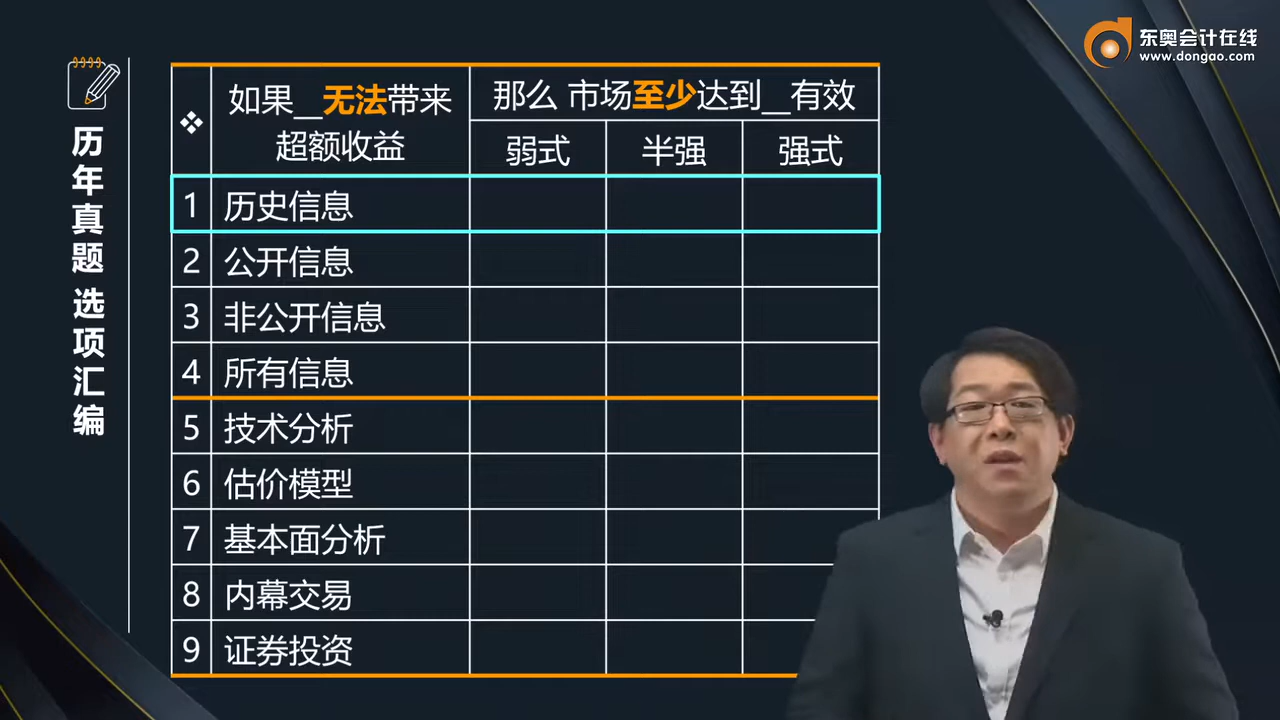 东奥会计在线
www.dongao.com
历年真题 选项汇编
❖
如果__无法带来
超额收益
那么 市场至少达到__有效
弱式 半强 强式
1 历史信息
2 公开信息
3 非公开信息
4 所有信息
5 技术分析
6 估价模型
7 基本面分析
8 内幕交易
9 证券投资